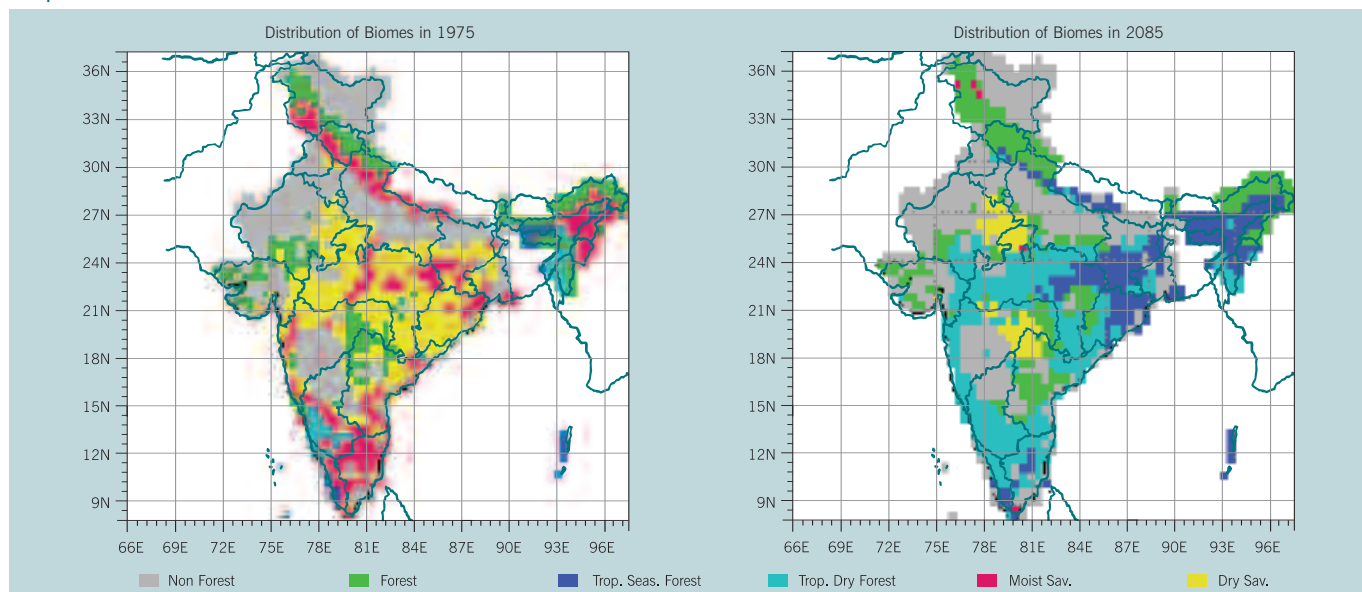 Distribution of Biomes in 1975
Distribution of Biomes in 2085
36N
33N
30N
27N
24N
21N
18N
15N
12N
9N
66E 69E 72E 75E 78E 81E 84E 87E 90E 93E 96E
36N
33N
30N
27N
24N
21N
18N
15N
12N
9N
66E 69E 72E 75E 78E 81E 84E 87E 90E 93E 96E
Non Forest Forest Trop. Seas. Forest Trop. Dry Forest Moist Sav. Dry Sav.